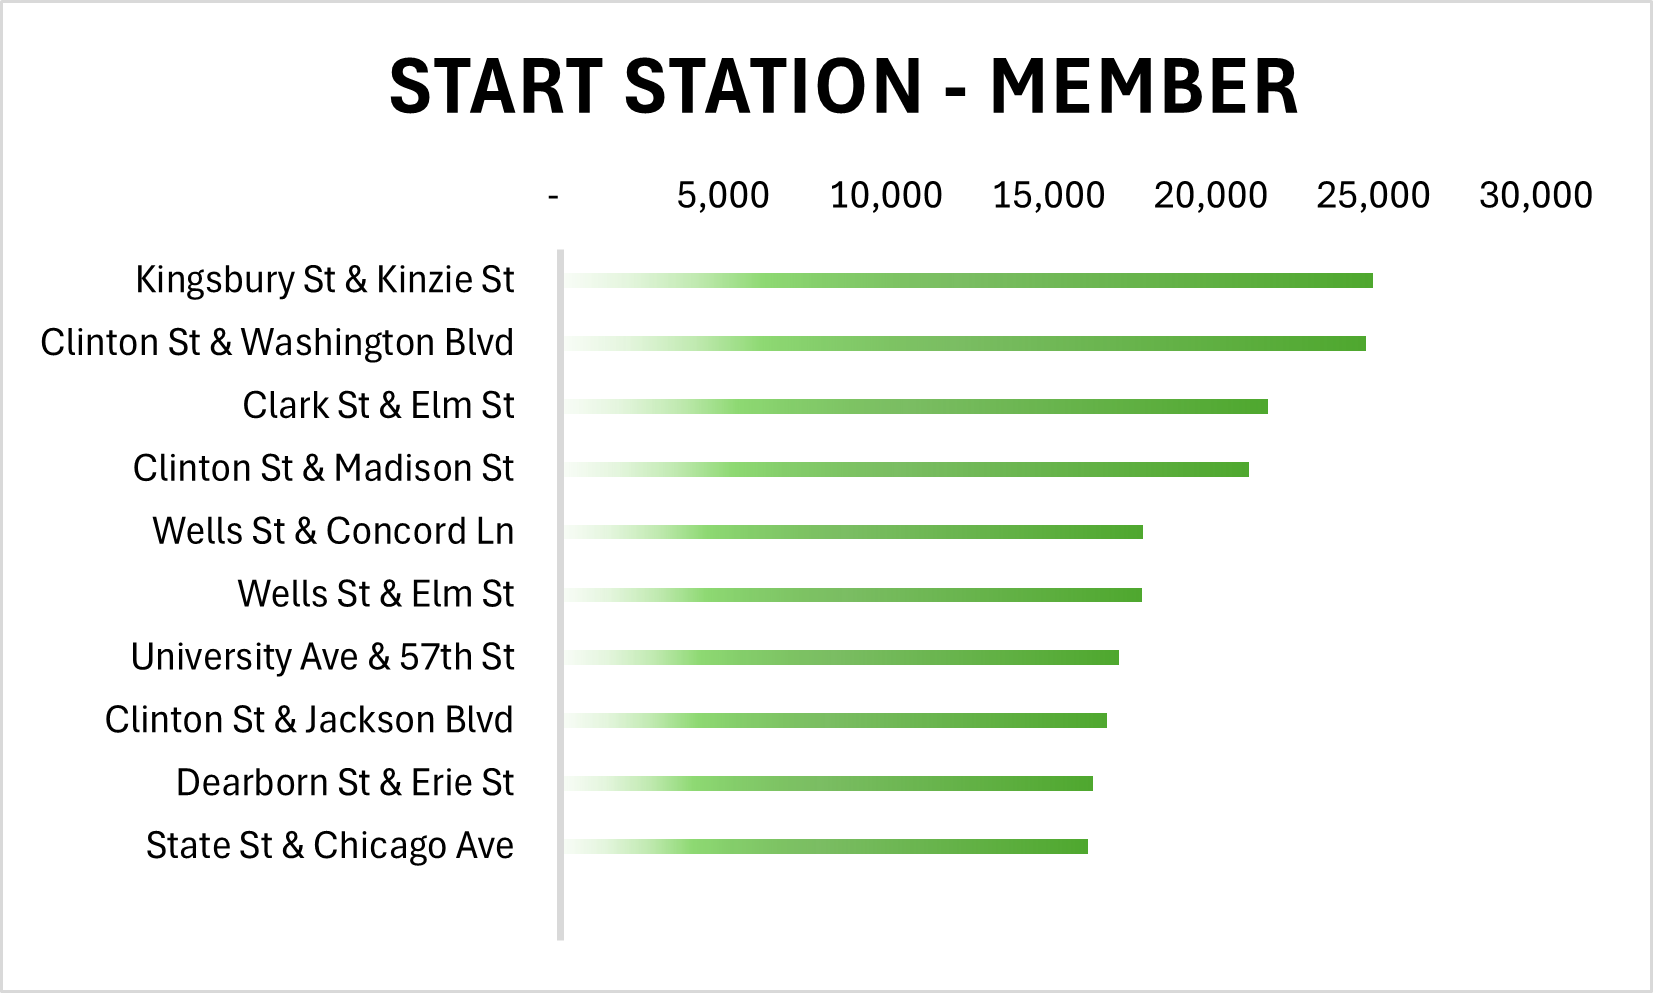 START STATION - MEMBER
- 5,000 10,000 15,000 20,000 25,000 30,000
Kingsbury St & Kinzie St
Clinton St & Washington Blvd
Clark St & Elm St
Clinton St & Madison St
Wells St & Concord Ln
Wells St & Elm St
University Ave & 57th St
Clinton St & Jackson Blvd
Dearborn St & Erie St
State St & Chicago Ave